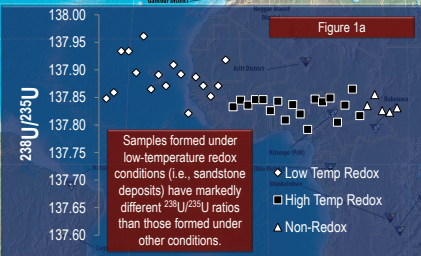 138.00
Figure 1a
137.95
137.90
137.85
137.80
137.75
137.70
137.65
137.60
238U/235U
Samples formed under
low-temperature redox
conditions (i.e., sandstone
deposits) have markedly
different 238U/235U ratios
than those formed under
other conditions.
Low Temp Redox
High Temp Redox
Non-Redox